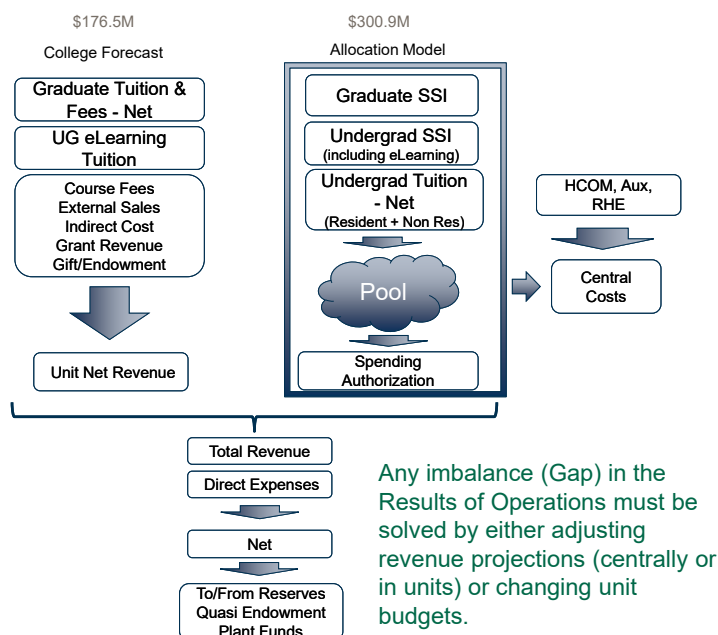 $176.5M
College Forecast
Graduate Tuition &
Fees - Net
UG eLearning
Tuition
Course Fees
External Sales
Indirect Cost
Grant Revenue
Gift/Endowment
Unit Net Revenue
$300.9M
Allocation Model
Graduate SSI
Undergrad SSI
(including eLearning)
Undergrad Tuition
- Net
(Resident + Non Res)
Pool
Spending
Authorization
HCOM, Aux,
RHE
Central
Costs
Total Revenue
Direct Expenses
Net
To/From Reserves
Quasi Endowment
Plant Funds
Any imbalance (Gap) in the
Results of Operations must be
solved by either adjusting
revenue projections (centrally or
in units) or changing unit
budgets.